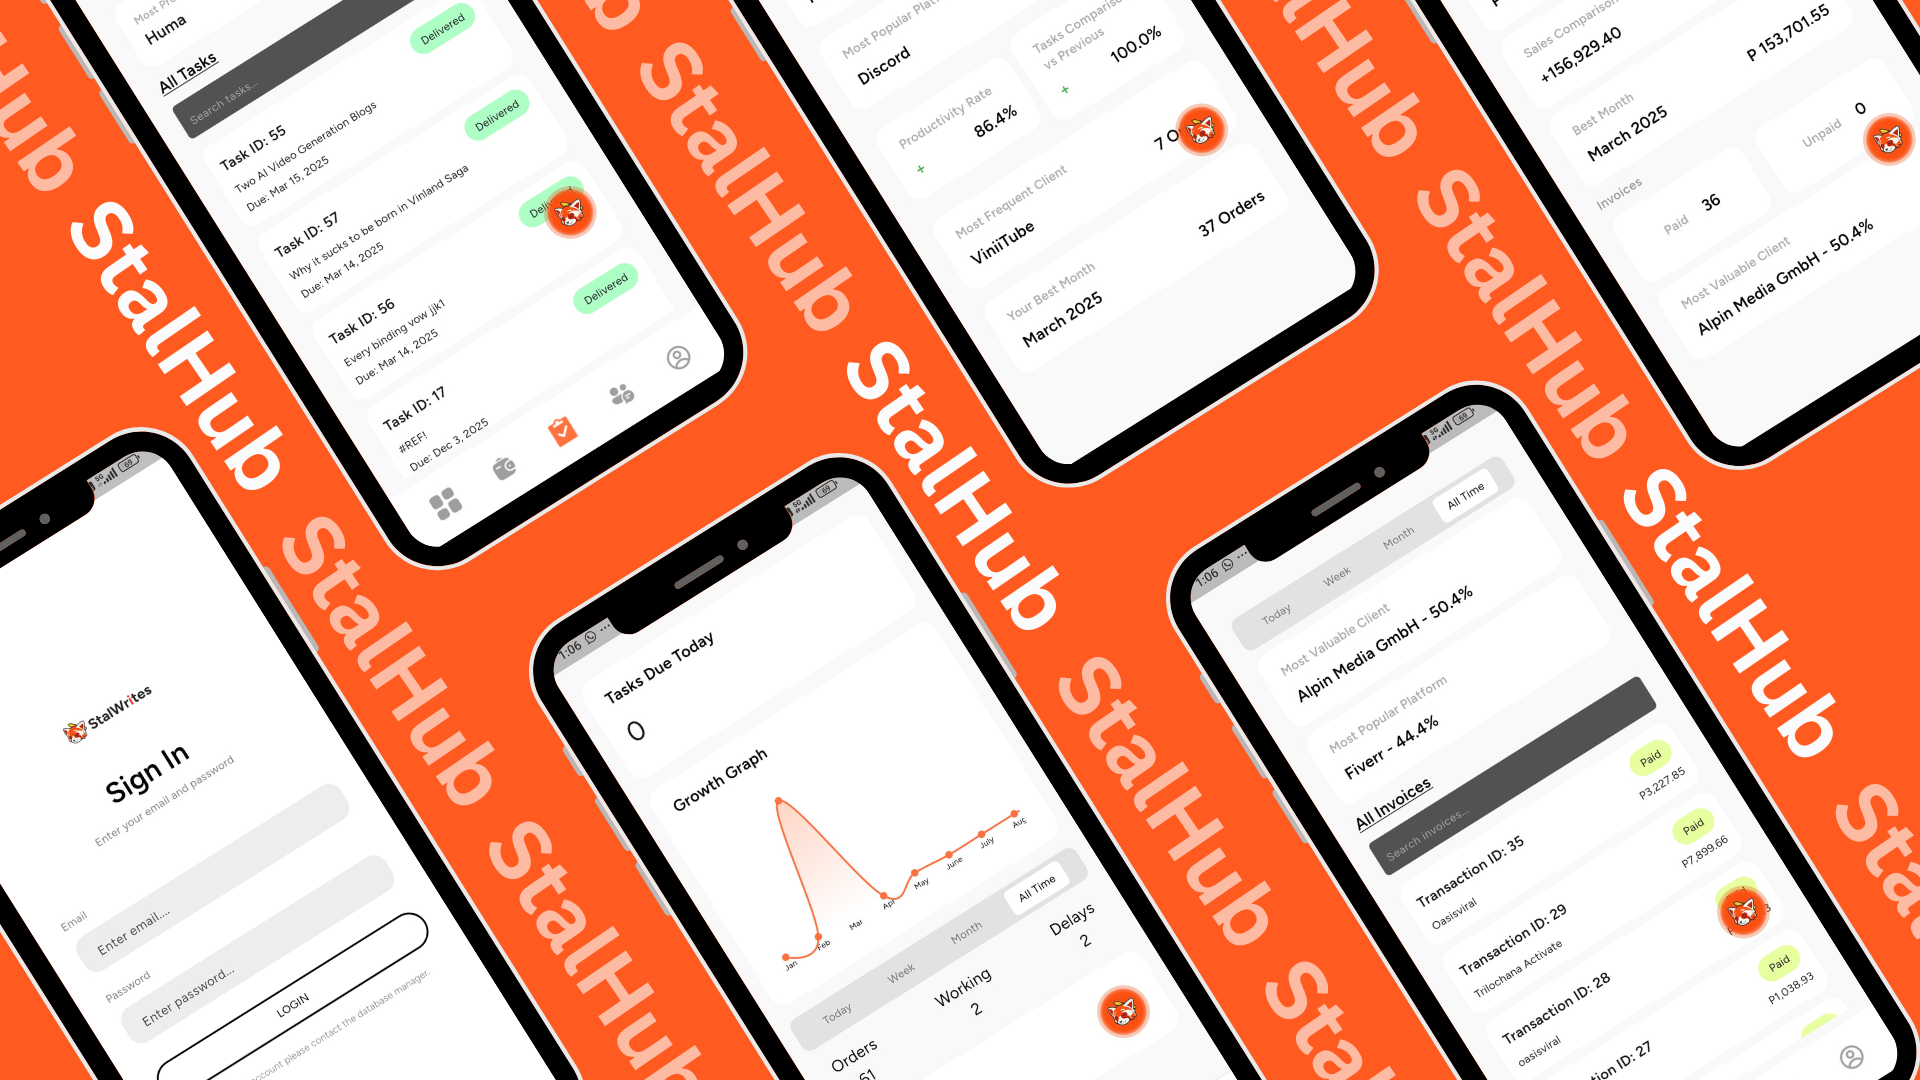 Huma
All Tasks
Search tasks...
Delivered
Task ID: 55
Two AI Video Generation Blogs
Due: Mar 15, 2025
Delivered
Task ID: 57
Why it sucks to be born in Vinland Saga
Due: Mar 14, 2025
Task ID: 56
Every binding vow jjk1
Due: Mar 14, 2025
Delivered
Task ID: 17
#REF!
Due: Dec 3, 2025
Most Popular
Discord
Tasks
vs Previous
100.0%
+
Productivity Rate
86.4%
+
Most Frequent Client
ViniiTube
7
Your Best Month
March 2025
37 Orders
Sales Comparison
+156,929.40
Best Month
March 2025
P 153,701.55
Invoices
Paid
36
Unpaid
0
Most Valuable Client
Alpin Media GmbH - 50.4%
StalHub
StalHub
StalHub
StalHub
StalHub
StalHub
StalHub
StalHub
StalHub
StalHub
5G
69
StalWrites
Sign In
Enter your email and password
Email
Enter email....
Password
Enter password...
LOGIN
please contact the database manager.
1:06
5G
69
Tasks Due Today
0
Growth Graph
Jan
Feb
Mar
Apr
May
June
July
Aug
Today
Week
Month
All Time
Orders
61
Working
2
Delays
2
1:06
5G
69
Today
Week
Month
All Time
Most Valuable Client
Alpin Media GmbH - 50.4%
Most Popular Platform
Fiverr - 44.4%
All Invoices
Search invoices...
Transaction ID: 35
Oasisviral
Paid
P3,227.85
Transaction ID: 29
Trilochana Activate
Paid
P7,899.66
Transaction ID: 28
oasisviral
Paid
P1,038.93
ID: 27